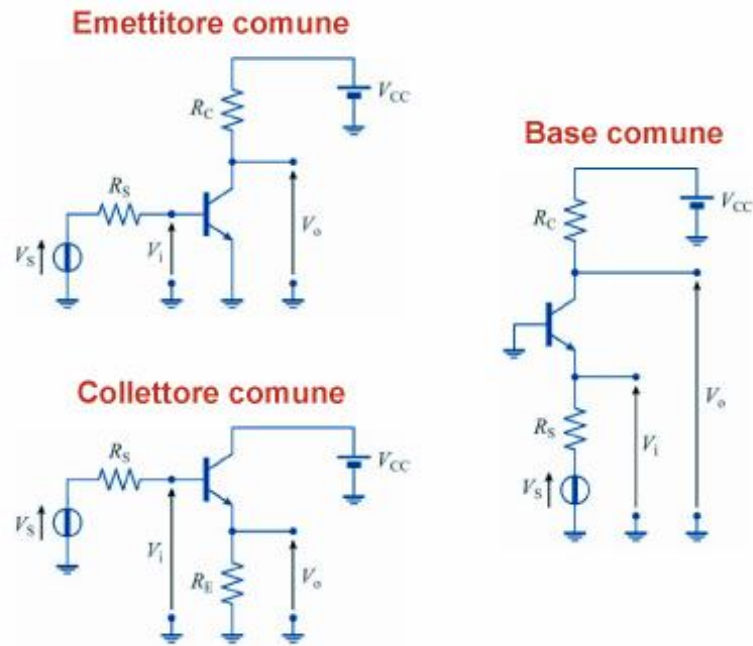 Emettitore comune
R_C
V_CC
R_S
V_S
V_i
V_o
Base comune
R_C
V_CC
R_S
V_S
V_i
V_o
Collettore comune
R_S
V_CC
V_S
V_i
R_E
V_o